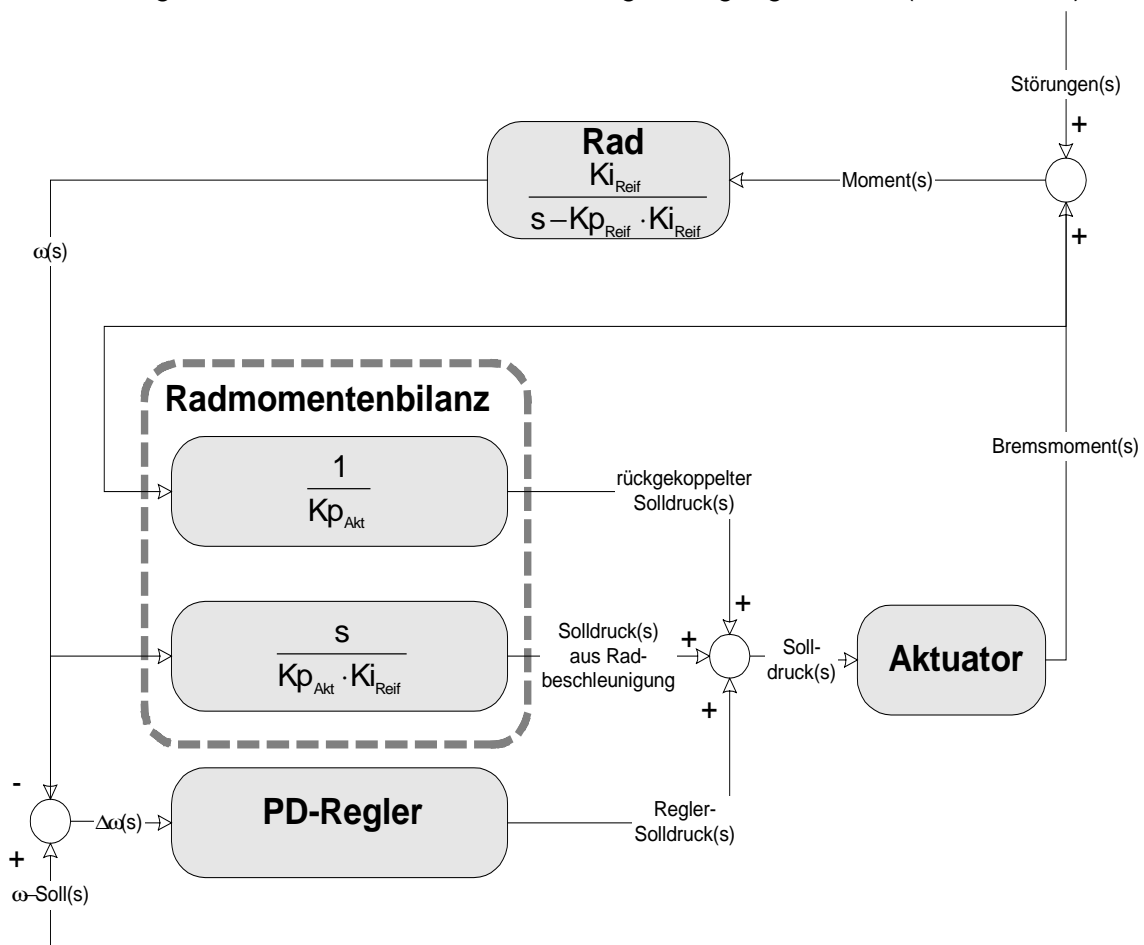 Störungen(s)
+
Rad
Ki_Reif
s–Kp_Reif · Ki_Reif
Moment(s)
+
ω(s)
Radmomentenbilanz
Bremsmoment(s)
1
Kp_Akt
rückgekoppelter
Solldruck(s)
+
s
Kp_Akt · Ki_Reif
Solldruck(s)
aus Rad-
beschleunigung
+
Soll-
druck(s)
Aktuator
+
-
PD-Regler
Δω(s)
Regler-
Solldruck(s)
+
ω–Soll(s)